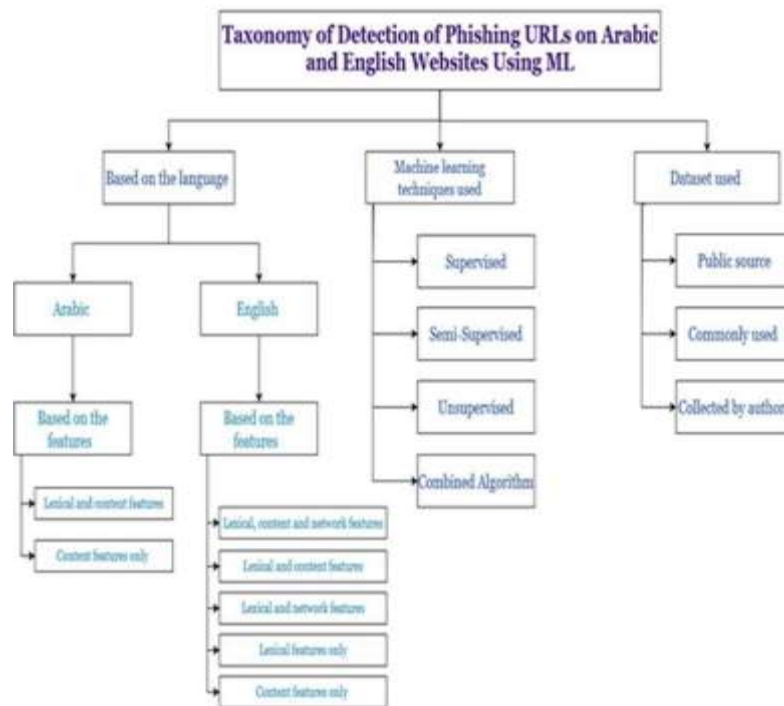 Taxonomy of Detection of Phishing URLs on Arabic
and English Websites Using ML
Based on the language
Machine learning
techniques used
Dataset used
Arabic
English
Supervised
Public source
Semi-Supervised
Commonly used
Based on the
features
Based on the
features
Unsupervised
Collected by author
Combined Algorithm
Lexical and content features
Content features only
Lexical, content and network features
Lexical and content features
Lexical and network features
Lexical features only
Content features only